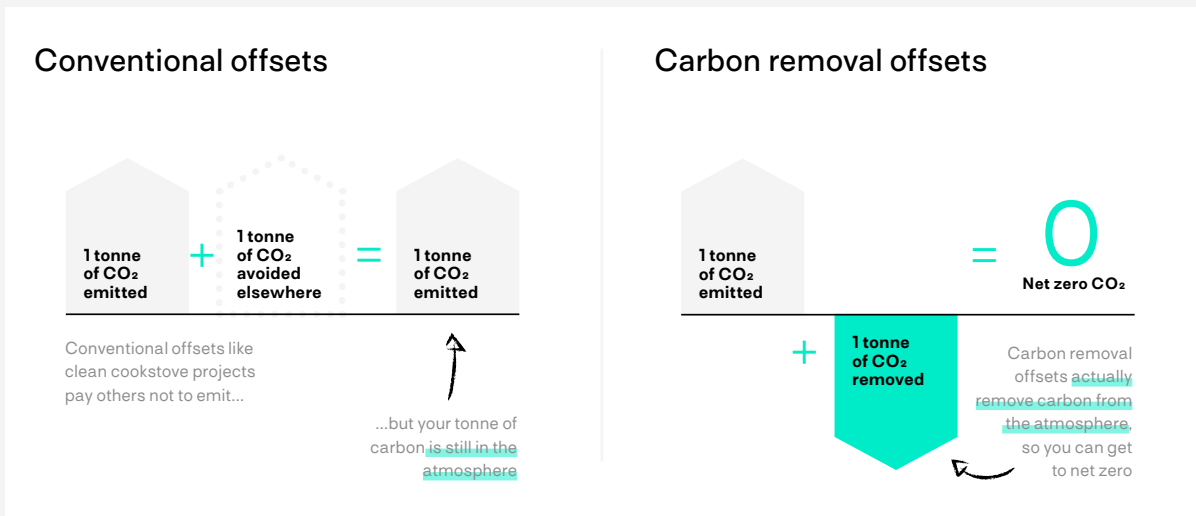 Conventional offsets
1 tonne
of CO₂
emitted
+
1 tonne
of CO₂
avoided
elsewhere
=
1 tonne
of CO₂
emitted
Conventional offsets like
clean cookstove projects
pay others not to emit...
...but your tonne of
carbon is still in the
atmosphere
Carbon removal offsets
1 tonne
of CO₂
emitted
+
1 tonne
of CO₂
removed
=
0
Net zero CO₂
Carbon removal
offsets actually
remove carbon from
the atmosphere,
so you can get
to net zero